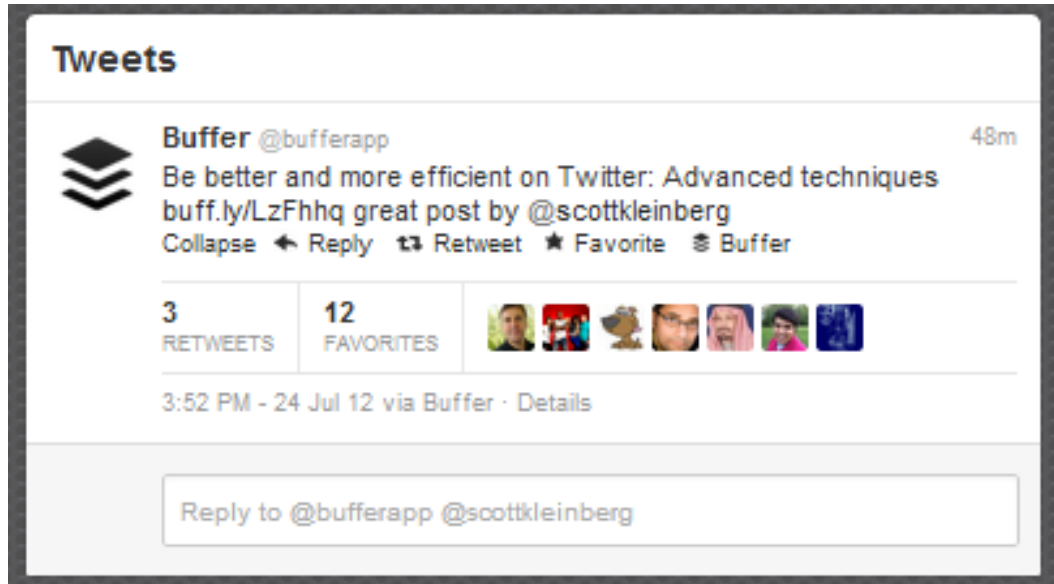 Tweets
Buffer @bufferapp 48m
Be better and more efficient on Twitter: Advanced techniques
buff.ly/LzFhhq great post by @scottkleinberg
Collapse Reply Retweet Favorite Buffer
3 12
RETWEETS FAVORITES
3:52 PM - 24 Jul 12 via Buffer · Details
Reply to @bufferapp @scottkleinberg